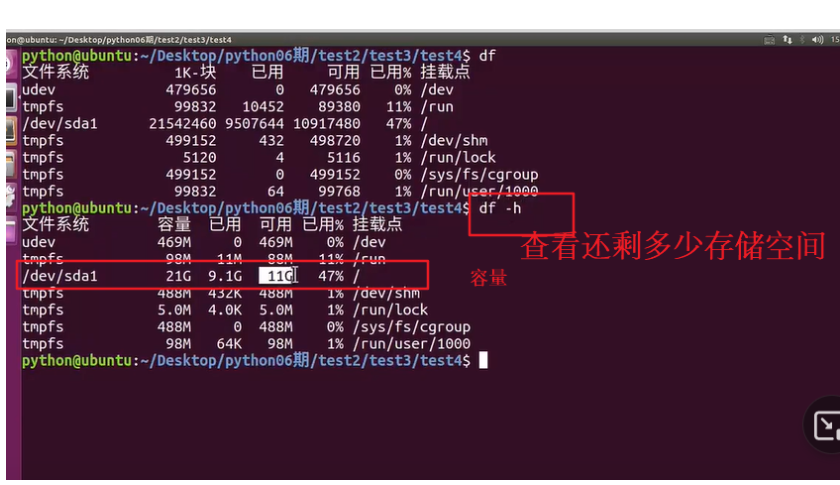 on@ubuntu: ~/Desktop/python06期/test2/test3/test4
15
python@ubuntu:~/Desktop/python06期/test2/test3/test4$ df
文件系统 1K-块 已用 可用 已用% 挂载点
udev 479656 0 479656 0% /dev
tmpfs 99832 10452 89380 11% /run
/dev/sda1 21542460 9507644 10917480 47% /
tmpfs 499152 432 498720 1% /dev/shm
tmpfs 5120 4 5116 1% /run/lock
tmpfs 499152 0 499152 0% /sys/fs/cgroup
tmpfs 99832 64 99768 1% /run/user/1000
python@ubuntu:~/Desktop/python06期/test2/test3/test4$ df -h
文件系统 容量 已用 可用 已用% 挂载点
udev 469M 0 469M 0% /dev
查看还剩多少存储空间
tmpfs 98M 11M 88M 11% /run
/dev/sda1 21G 9.1G 11G 47% /
容量
tmpfs 488M 432K 488M 1% /dev/shm
tmpfs 5.0M 4.0K 5.0M 1% /run/lock
tmpfs 488M 0 488M 0% /sys/fs/cgroup
tmpfs 98M 64K 98M 1% /run/user/1000
python@ubuntu:~/Desktop/python06期/test2/test3/test4$